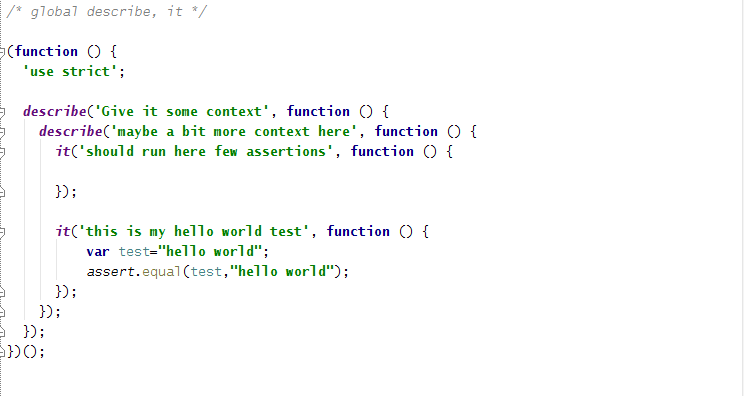 /* global describe, it */

(function () {
  'use strict';

  describe('Give it some context', function () {
    describe('maybe a bit more context here', function () {
      it('should run here few assertions', function () {

      });

      it('this is my hello world test', function () {
          var test="hello world";
          assert.equal(test,"hello world");
      });
    });
  });
})();